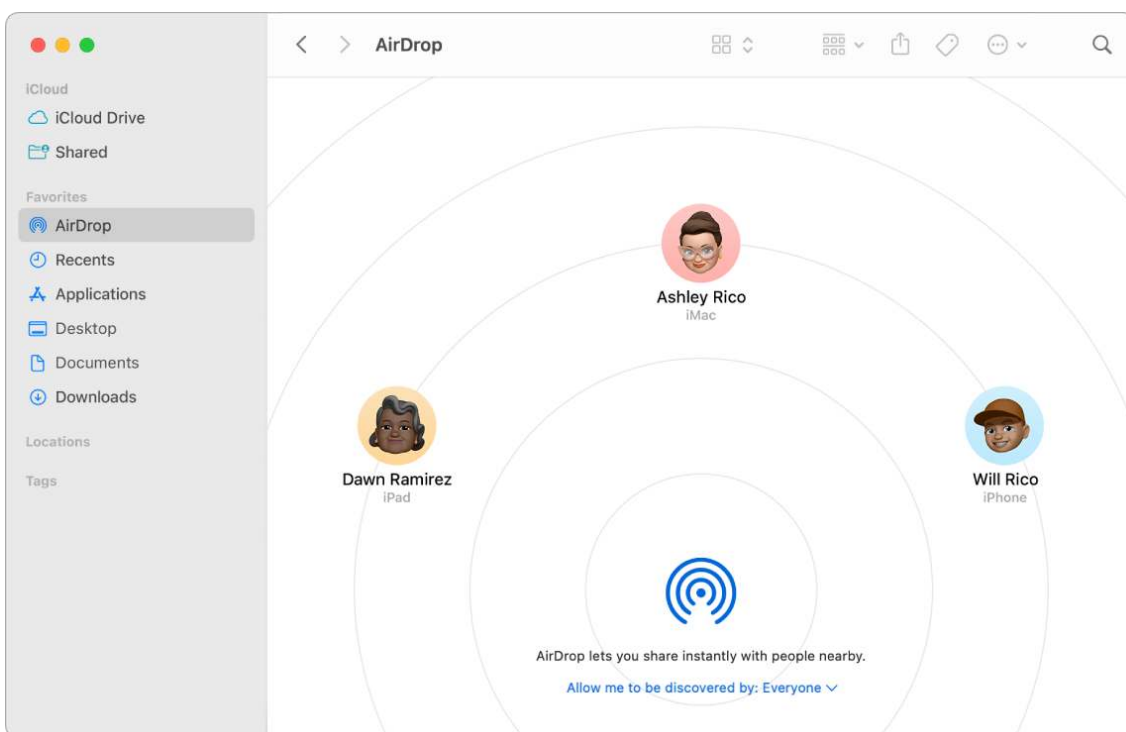 AirDrop
iCloud
iCloud Drive
Shared
Favorites
AirDrop
Recents
Applications
Desktop
Documents
Downloads
Locations
Tags
Ashley Rico
iMac
Dawn Ramirez
iPad
Will Rico
iPhone
AirDrop lets you share instantly with people nearby.
Allow me to be discovered by: Everyone